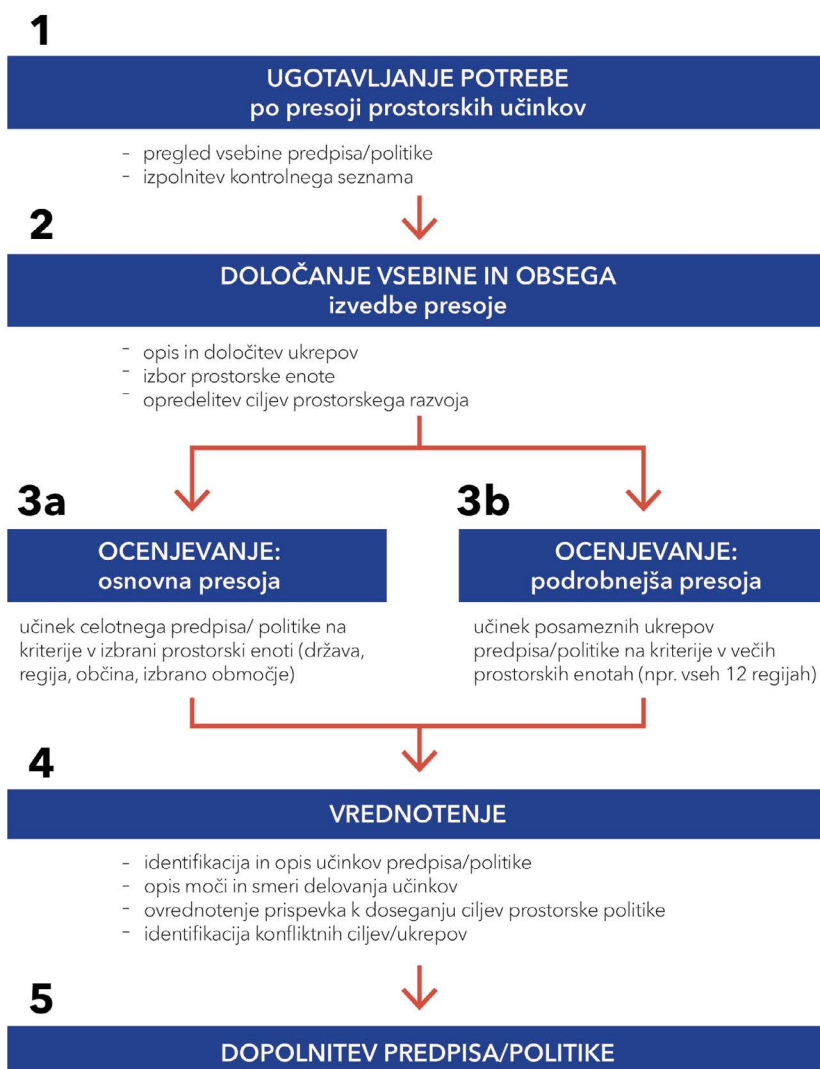 1
UGOTAVLJANJE POTREBE
po presoji prostorskih učinkov
- pregled vsebine predpisa/politike
- izpolnitev kontrolnega seznama
2
DOLOČANJE VSEBINE IN OBSEGA
izvedbe presoje
- opis in določitev ukrepov
- izbor prostorske enote
- opredelitev ciljev prostorskega razvoja
3a
OCENJEVANJE:
osnovna presoja
učinek celotnega predpisa/ politike na
kriterije v izbrani prostorski enoti (država,
regija, občina, izbrano območje)
3b
OCENJEVANJE:
podrobnejša presoja
učinek posameznih ukrepov
predpisa/politike na kriterije v večih
prostorskih enotah (npr. vseh 12 regijah)
4
VREDNOTENJE
- identifikacija in opis učinkov predpisa/politike
- opis moči in smeri delovanja učinkov
- ovrednotenje prispevka k doseganju ciljev prostorske politike
- identifikacija konfliktnih ciljev/ukrepov
5
DOPOLNITEV PREDPISA/POLITIKE